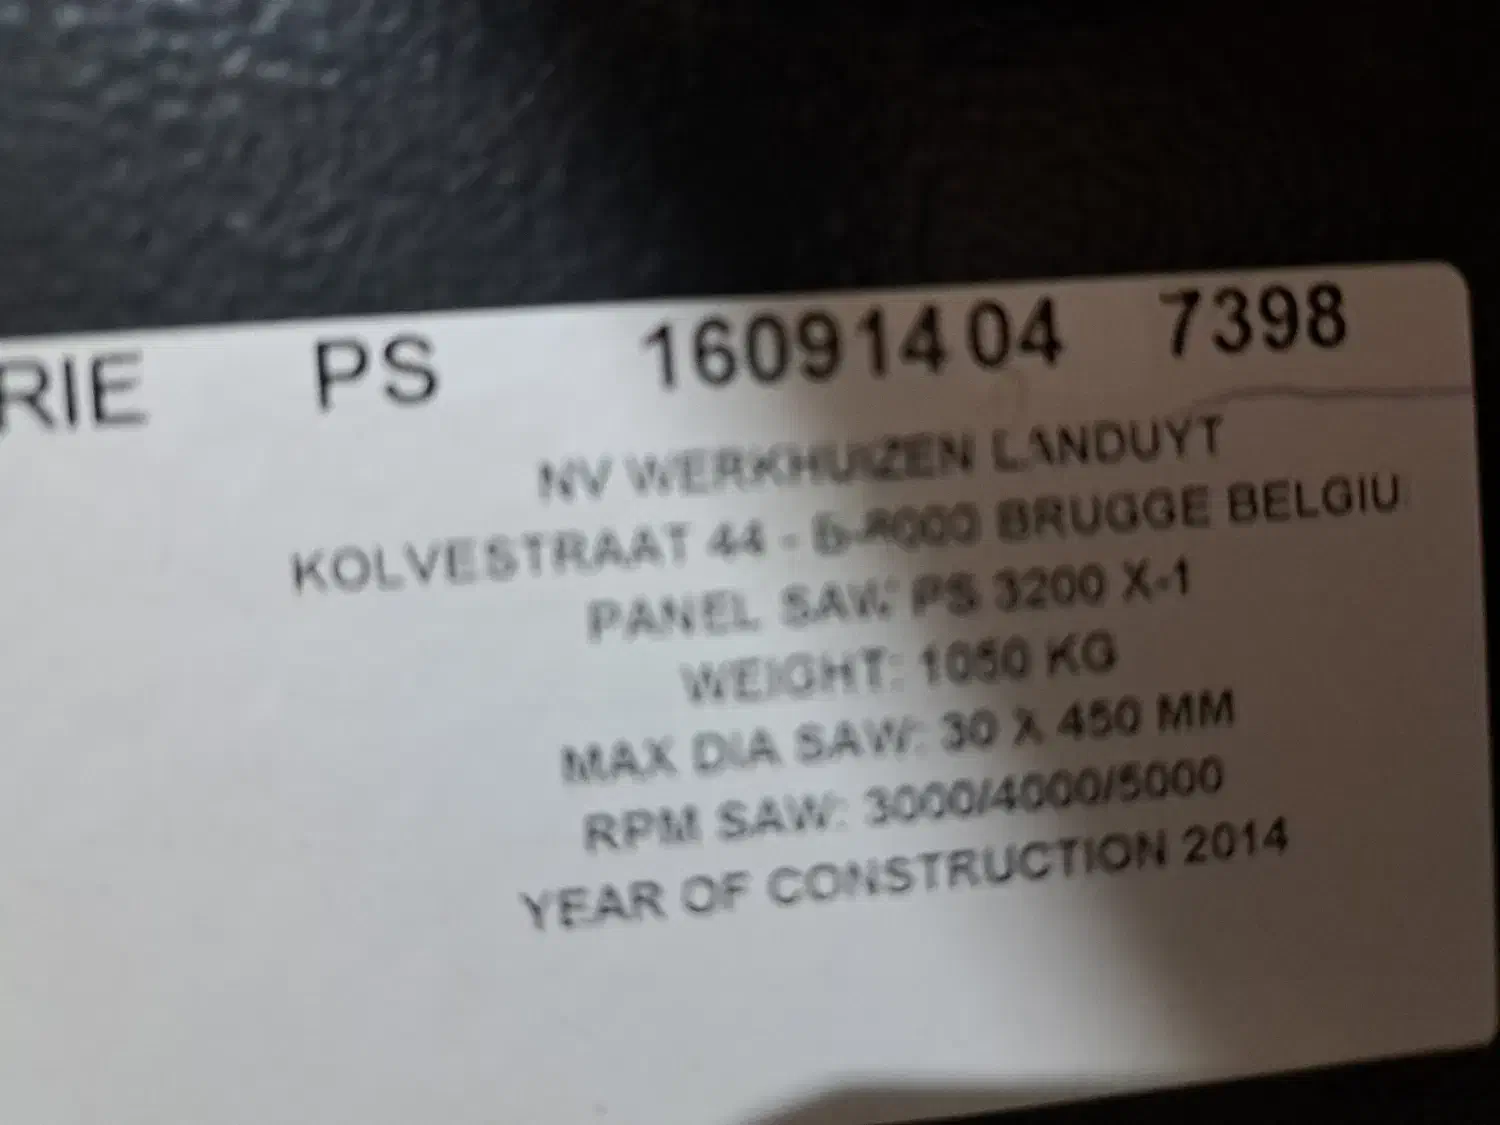 RIE PS 16091404 7398
NV WERKHUIZEN LANDUYT
KOLVESTRAAT 44 - B-8000 BRUGGE BELGIU
PANEL SAW: PS 3200 X-1
WEIGHT: 1050 KG
MAX DIA SAW: 30 X 450 MM
RPM SAW: 3000/4000/5000
YEAR OF CONSTRUCTION 2014